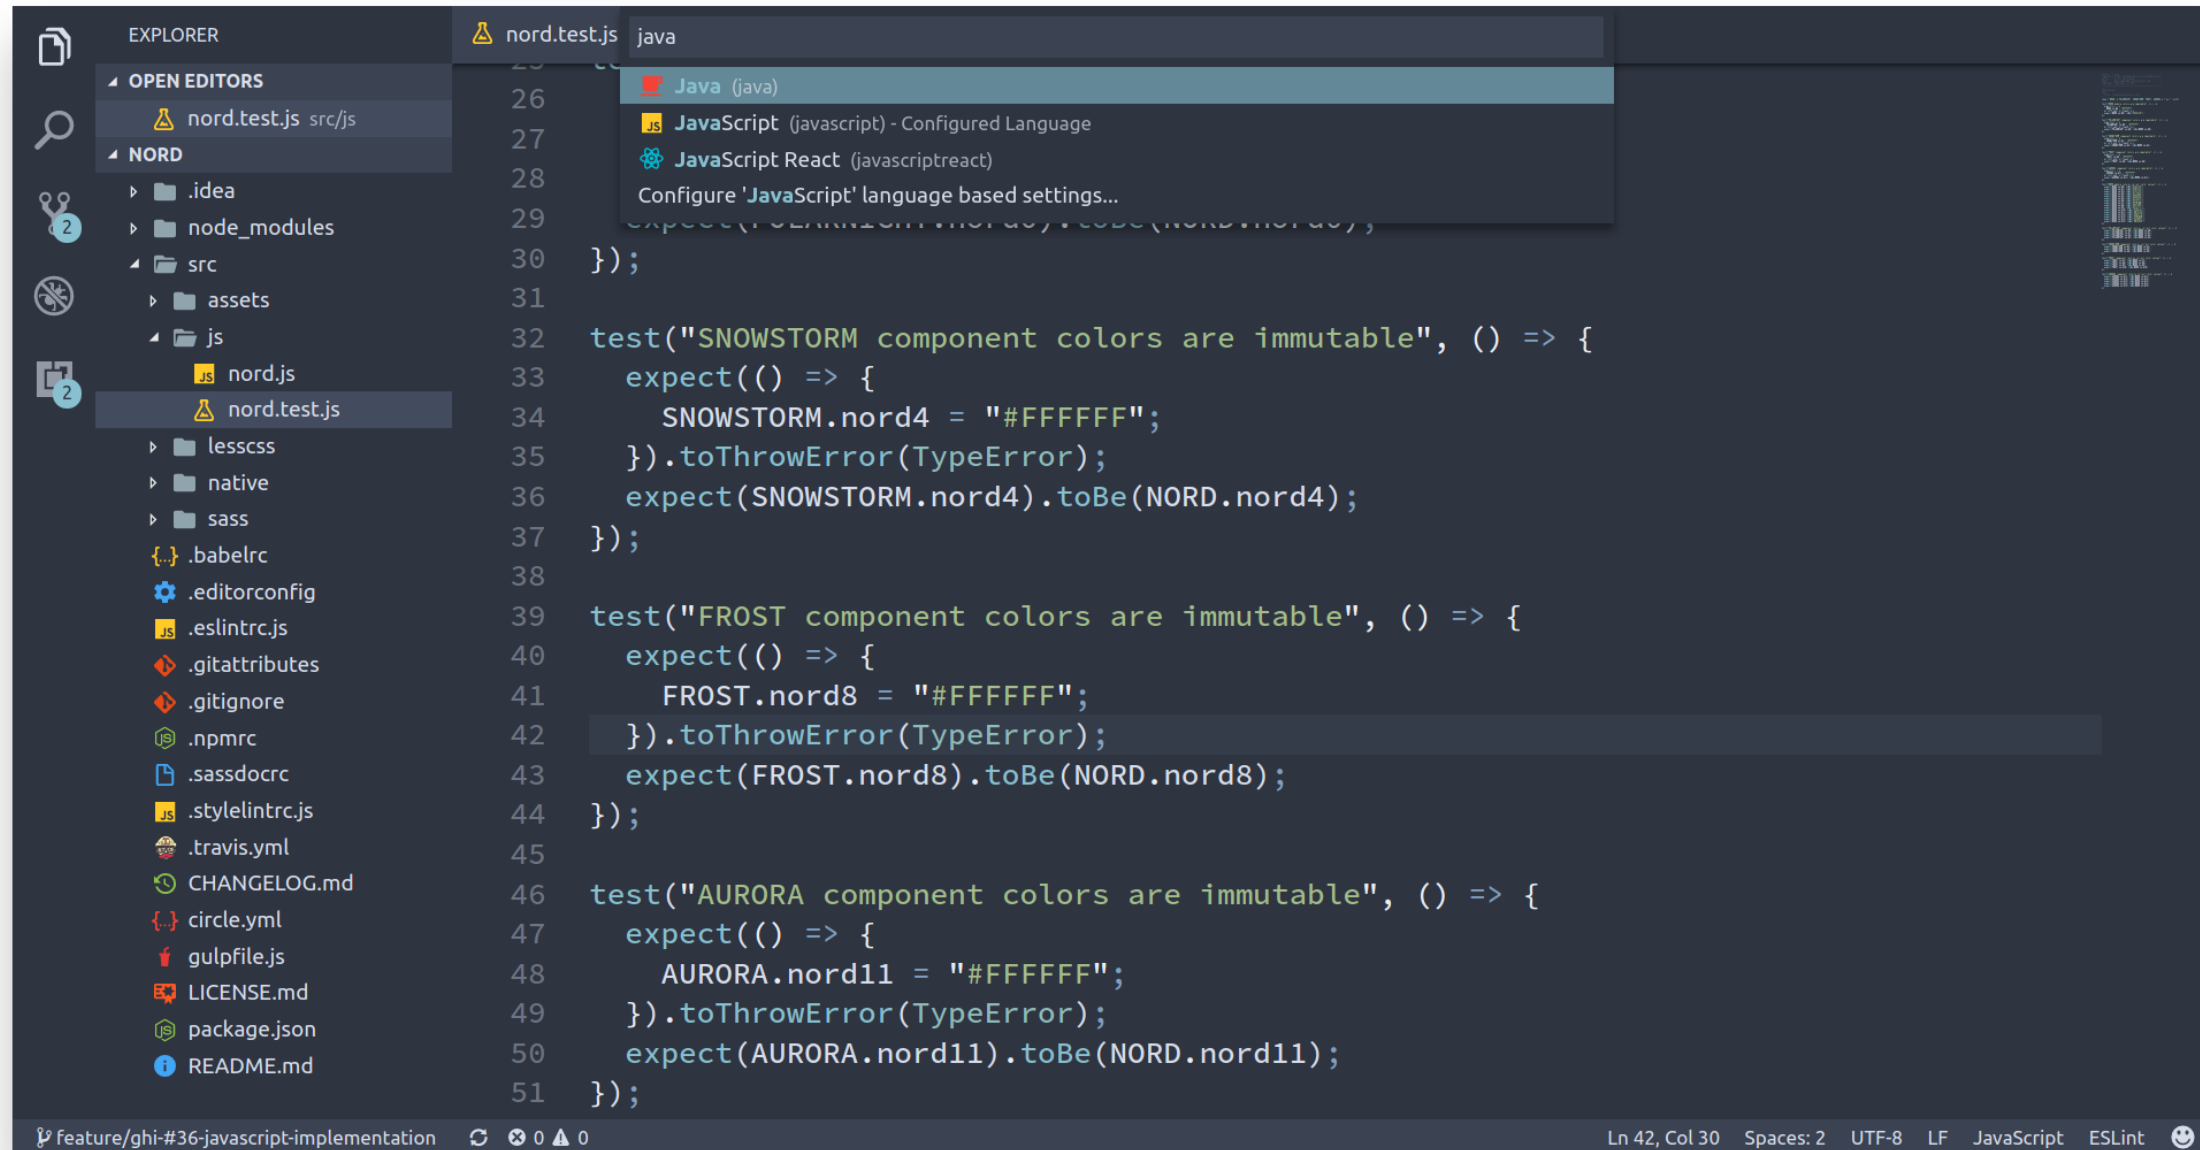 EXPLORER
OPEN EDITORS
nord.test.js src/js
NORD
.idea
node_modules
src
assets
js
nord.js
nord.test.js
lesscss
native
sass
.babelrc
.editorconfig
.eslintrc.js
.gitattributes
.gitignore
.npmrc
.sassdocrc
.stylelintrc.js
.travis.yml
CHANGELOG.md
circle.yml
gulpfile.js
LICENSE.md
package.json
README.md
2
2
nord.test.js
java
Java (java)
JavaScript (javascript) - Configured Language
JavaScript React (javascriptreact)
Configure 'JavaScript' language based settings...
26
27
28
29 expect(POLARNIGHT.nord0).toBe(NORD.nord0);
30 });
31
32 test("SNOWSTORM component colors are immutable", () => {
33 expect(() => {
34 SNOWSTORM.nord4 = "#FFFFFF";
35 }).toThrowError(TypeError);
36 expect(SNOWSTORM.nord4).toBe(NORD.nord4);
37 });
38
39 test("FROST component colors are immutable", () => {
40 expect(() => {
41 FROST.nord8 = "#FFFFFF";
42 }).toThrowError(TypeError);
43 expect(FROST.nord8).toBe(NORD.nord8);
44 });
45
46 test("AURORA component colors are immutable", () => {
47 expect(() => {
48 AURORA.nord11 = "#FFFFFF";
49 }).toThrowError(TypeError);
50 expect(AURORA.nord11).toBe(NORD.nord11);
51 });
feature/ghi-#36-javascript-implementation 0 0 Ln 42, Col 30 Spaces: 2 UTF-8 LF JavaScript ESLint